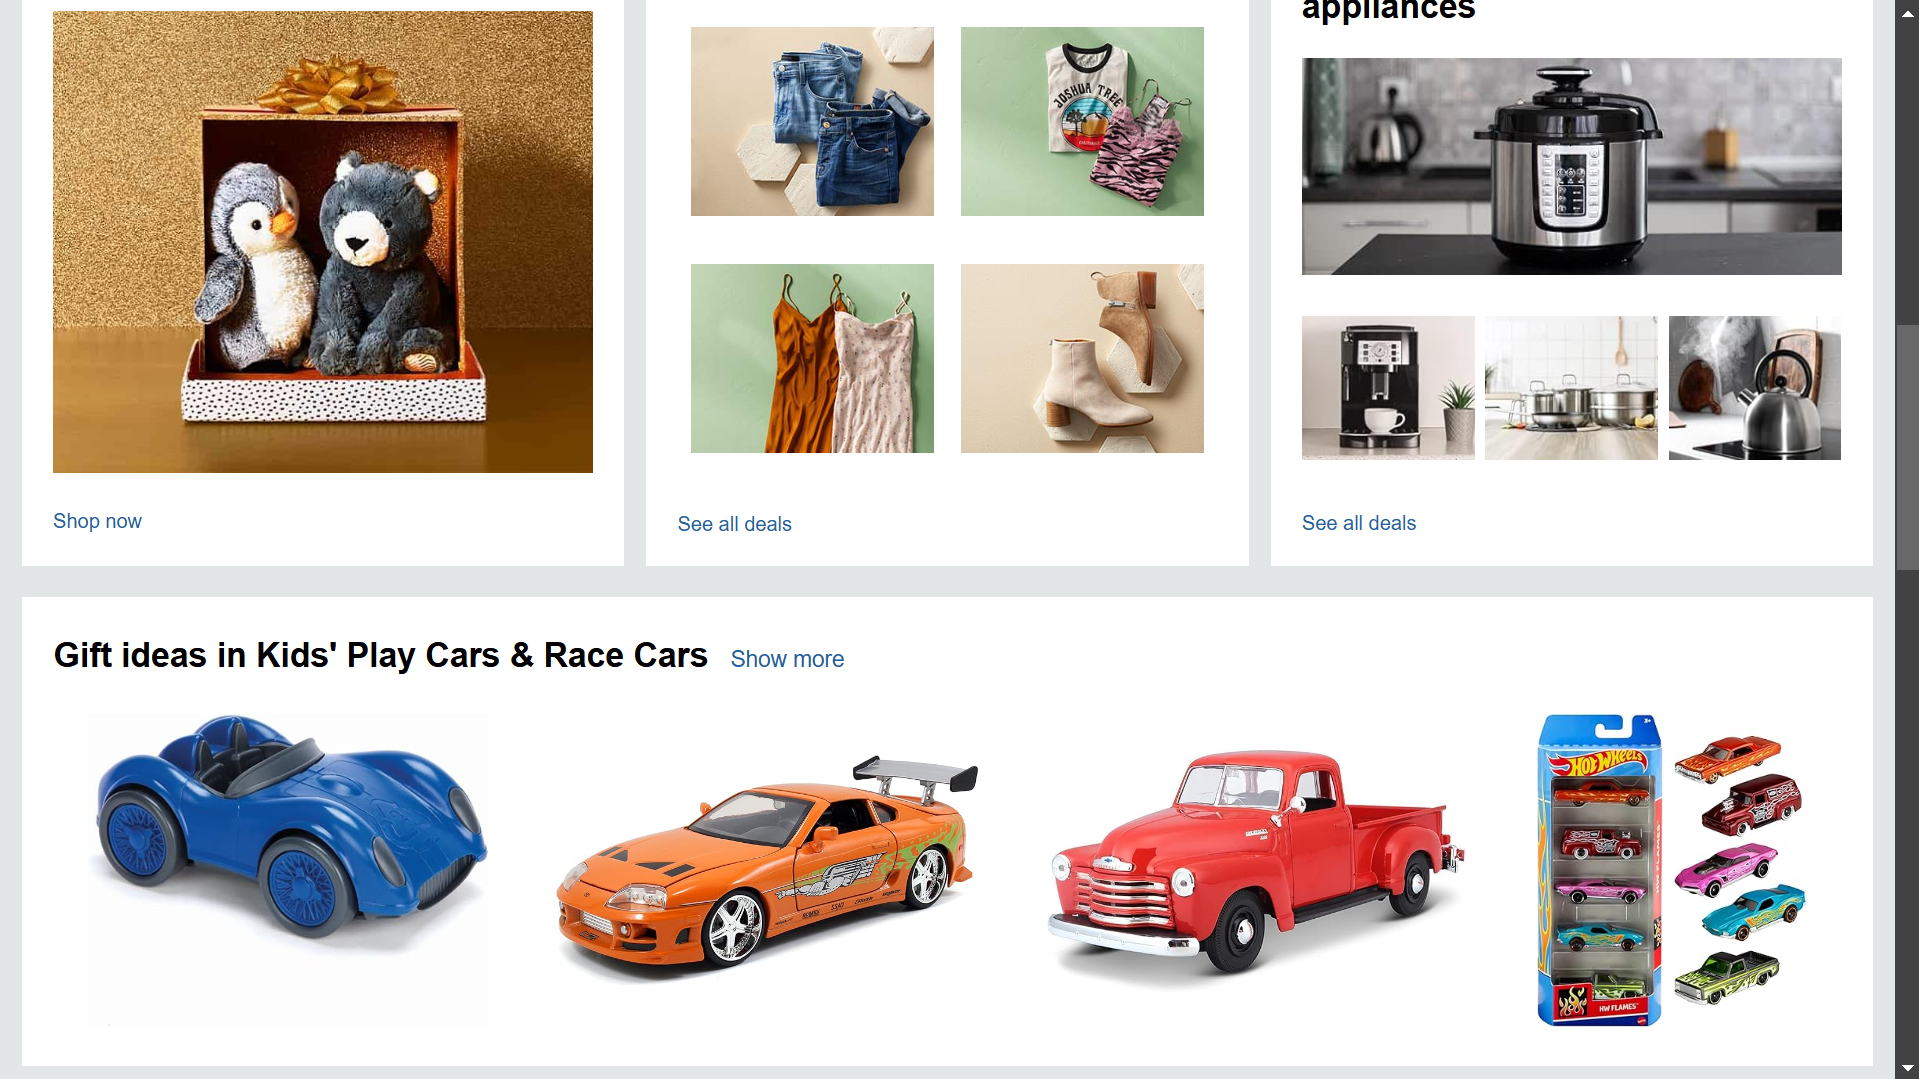 appliances
JOSHUA TREE
Shop now
See all deals
See all deals
Gift ideas in Kids' Play Cars & Race Cars Show more
HOT WHEELS
HW FLAMES